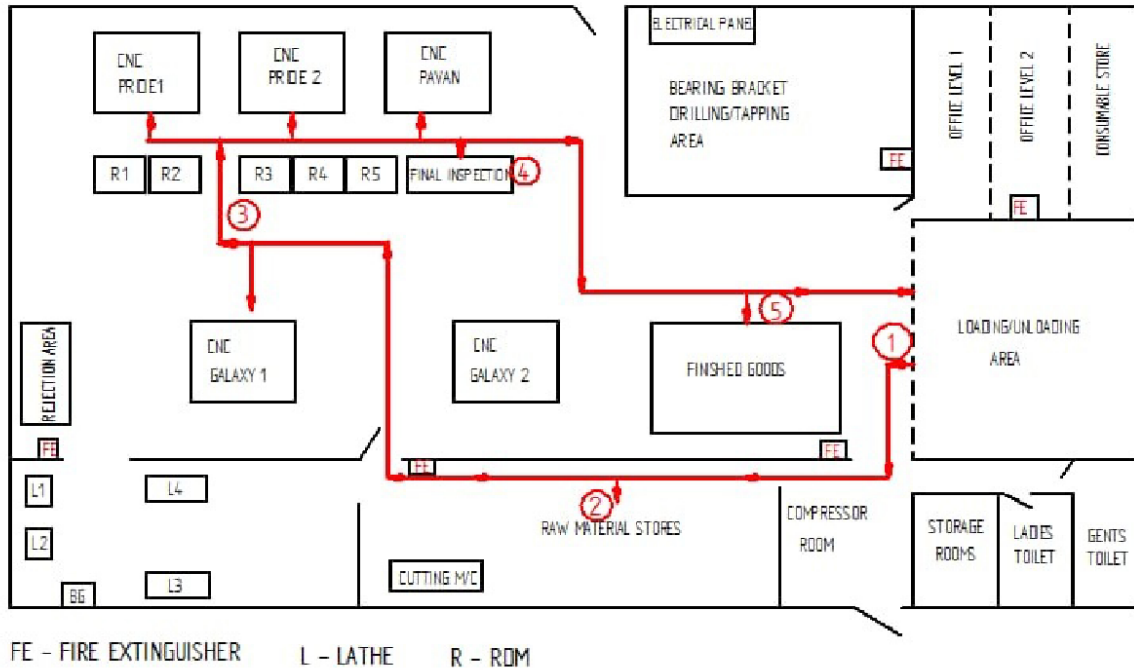 ELECTRICAL PANEL
CNC
PRIDE1
CNC
PRIDE 2
CNC
PAVAN
BEARING BRACKET
DRILLING/TAPPING
AREA
OFFICE LEVEL 1
OFFICE LEVEL 2
CONSUMABLE STORE
FE
R1
R2
R3
R4
R5
FINAL INSPECTION
4
FE
3
5
1
LOADING/UNLOADING
AREA
REJECTION AREA
CNC
GALAXY 1
CNC
GALAXY 2
FINISHED GOODS
FE
FE
FE
L1
L4
2
RAW MATERIAL STORES
COMPRESSOR
ROOM
STORAGE
ROOMS
LADIES
TOILET
GENTS
TOILET
L2
L3
CUTTING M/C
BG
FE - FIRE EXTINGUISHER
L - LATHE
R - RDM